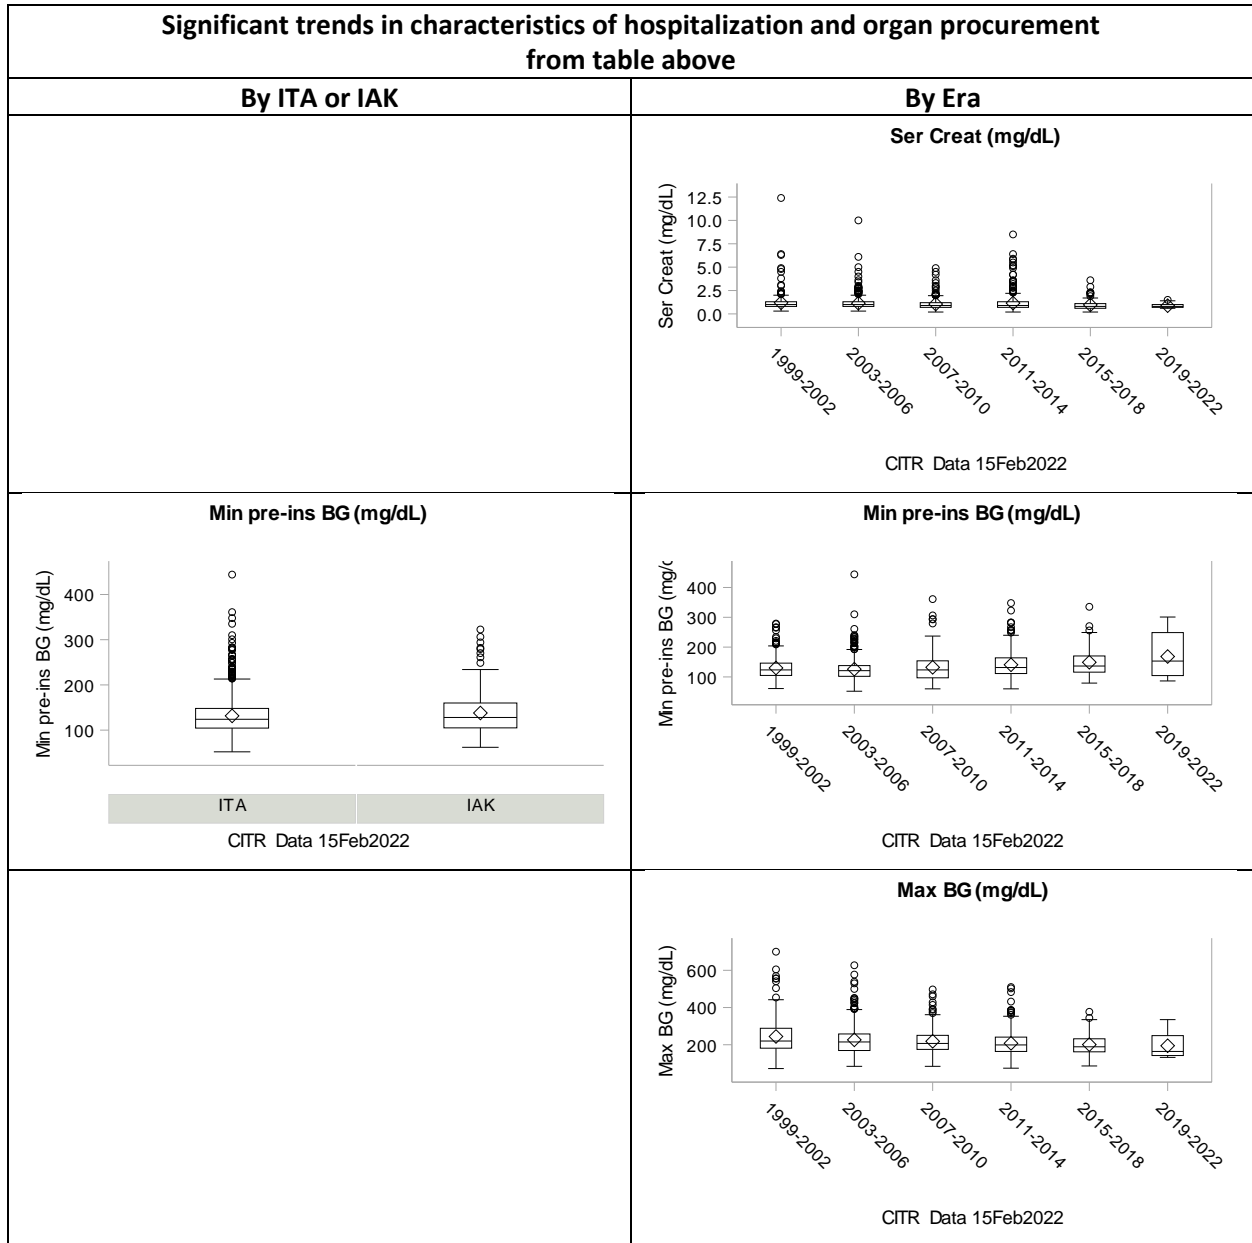 Significant trends in characteristics of hospitalization and organ procurement
from table above
By ITA or IAK
By Era
Ser Creat (mg/dL)
Ser Creat (mg/dL)
12.5
10.0
7.5
5.0
2.5
0.0
1999-2002
2003-2006
2007-2010
2011-2014
2015-2018
2019-2022
CITR Data 15Feb2022
Min pre-ins BG (mg/dL)
Min pre-ins BG (mg/dL)
400
300
200
100
ITA
IAK
CITR Data 15Feb2022
Min pre-ins BG (mg/dL)
Min pre-ins BG (mg/d
400
300
200
100
1999-2002
2003-2006
2007-2010
2011-2014
2015-2018
2019-2022
CITR Data 15Feb2022
Max BG (mg/dL)
Max BG (mg/dL)
600
400
200
1999-2002
2003-2006
2007-2010
2011-2014
2015-2018
2019-2022
CITR Data 15Feb2022